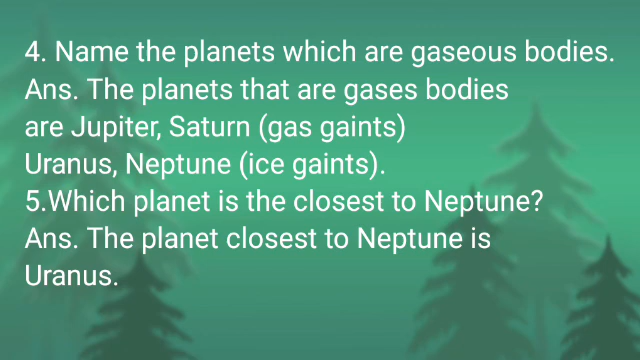 4. Name the planets which are gaseous bodies.
Ans. The planets that are gases bodies
are Jupiter, Saturn (gas gaints)
Uranus, Neptune (ice gaints).
5.Which planet is the closest to Neptune?
Ans. The planet closest to Neptune is
Uranus.